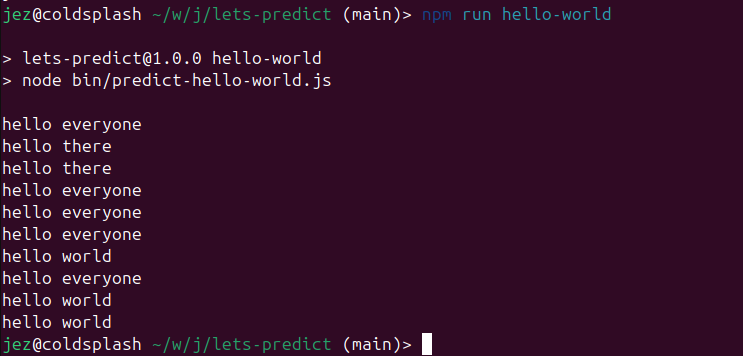 jez@coldsplash ~/w/j/lets-predict (main)> npm run hello-world
> lets-predict@1.0.0 hello-world
> node bin/predict-hello-world.js
hello everyone
hello there
hello there
hello everyone
hello everyone
hello everyone
hello world
hello everyone
hello world
hello world
jez@coldsplash ~/w/j/lets-predict (main)>